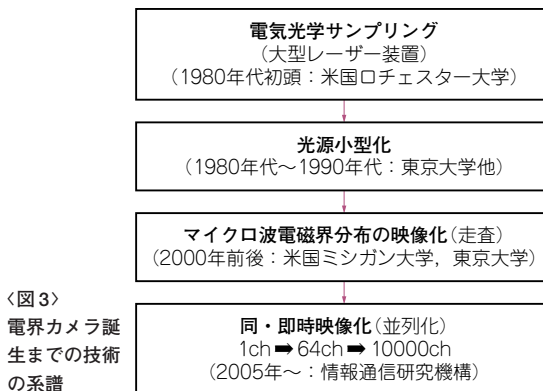 電気光学サンプリング
(大型レーザー装置)
(1980年代初頭：米国ロチェスター大学)
光源小型化
(1980年代〜1990年代：東京大学他)
マイクロ波電磁界分布の映像化(走査)
(2000年前後：米国ミシガン大学，東京大学)
同・即時映像化(並列化)
1ch ➡ 64ch ➡ 10000ch
(2005年〜：情報通信研究機構)
〈図3〉
電界カメラ誕
生までの技術
の系譜